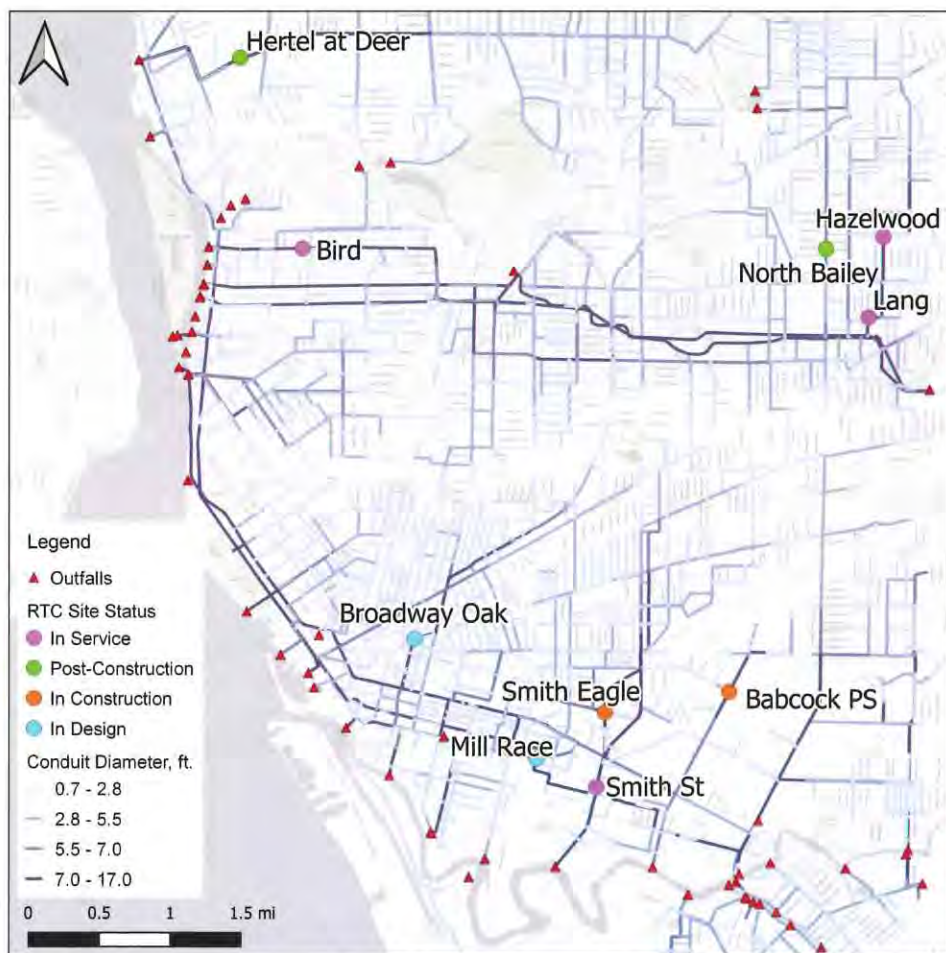 Hertel at Deer
Hazelwood
Bird
North Bailey
Lang
Legend
Outfalls
RTC Site Status
In Service
Post-Construction
In Construction
In Design
Conduit Diameter, ft.
0.7 - 2.8
2.8 - 5.5
5.5 - 7.0
7.0 - 17.0
0 0.5 1 1.5 mi
Broadway Oak
Smith Eagle
Babcock PS
Mill Race
Smith St